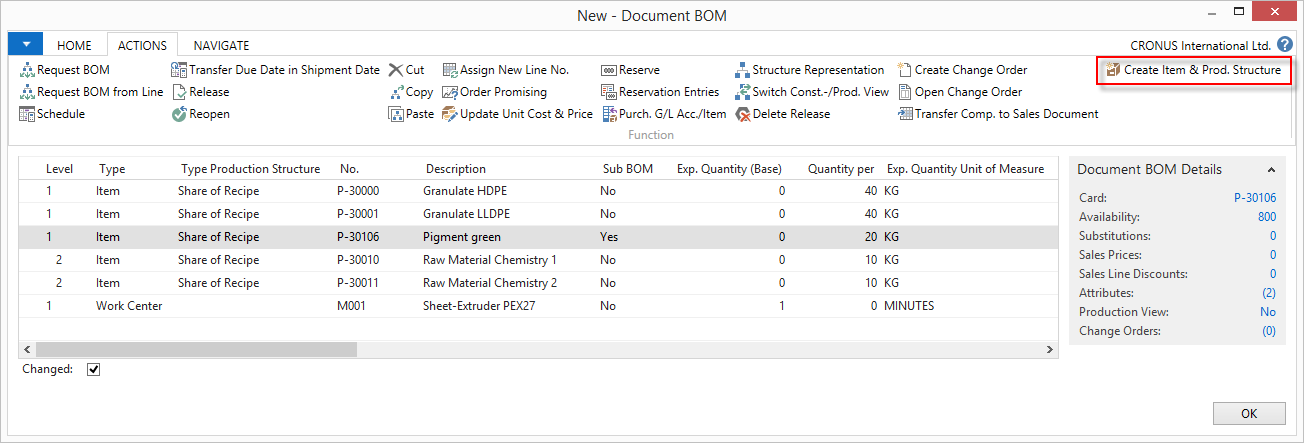 New - Document BOM
HOME ACTIONS NAVIGATE CRONUS International Ltd. ?
Request BOM Transfer Due Date in Shipment Date Cut Assign New Line No. Reserve Structure Representation Create Change Order Create Item & Prod. Structure
Request BOM from Line Release Copy Order Promising Reservation Entries Switch Const.-/Prod. View Open Change Order
Schedule Reopen Paste Update Unit Cost & Price Purch. G/L Acc./Item Delete Release Transfer Comp. to Sales Document
Function
Level Type Type Production Structure No. Description Sub BOM Exp. Quantity (Base) Quantity per Exp. Quantity Unit of Measure
1 Item Share of Recipe P-30000 Granulate HDPE No 0 40 KG
1 Item Share of Recipe P-30001 Granulate LLDPE No 0 40 KG
1 Item Share of Recipe P-30106 Pigment green Yes 0 20 KG
2 Item Share of Recipe P-30010 Raw Material Chemistry 1 No 0 10 KG
2 Item Share of Recipe P-30011 Raw Material Chemistry 2 No 0 10 KG
1 Work Center M001 Sheet-Extruder PEX27 No 1 0 MINUTES
Changed:
Document BOM Details
Card: P-30106
Availability: 800
Substitutions: 0
Sales Prices: 0
Sales Line Discounts: 0
Attributes: (2)
Production View: No
Change Orders: (0)
OK